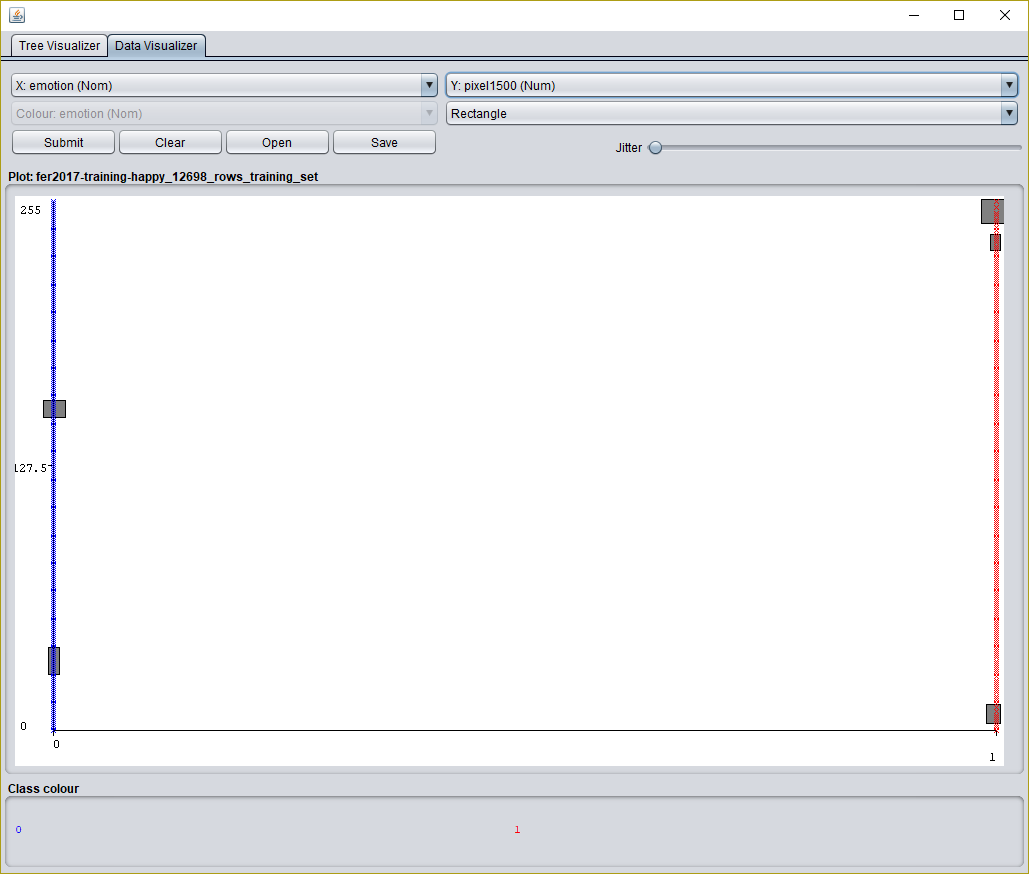 Tree Visualizer Data Visualizer
X: emotion (Nom) Y: pixel1500 (Num)
Colour: emotion (Nom) Rectangle
Submit Clear Open Save Jitter
Plot: fer2017-training-happy_12698_rows_training_set
255
127.5
0
0
1
Class colour
0 1